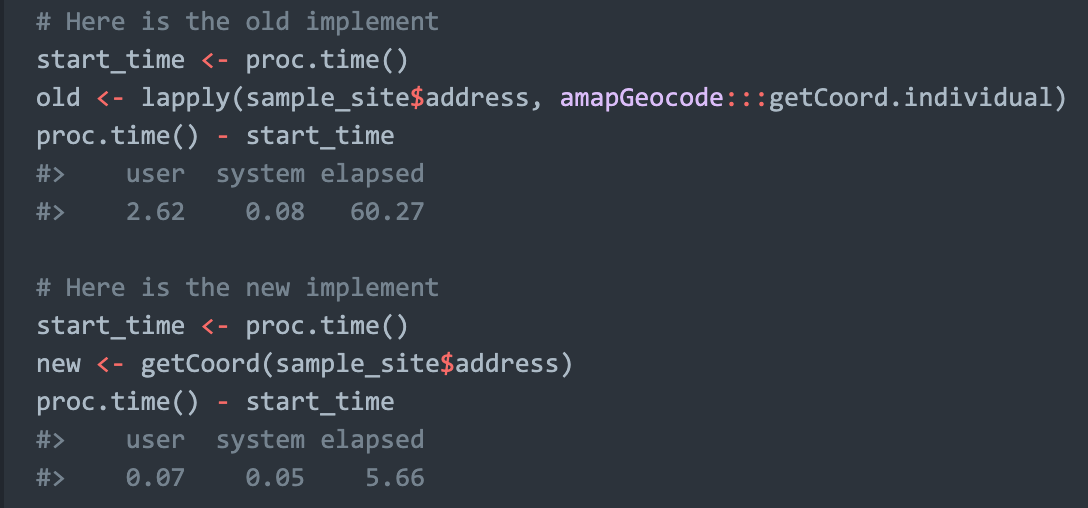 # Here is the old implement
start_time <- proc.time()
old <- lapply(sample_site$address, amapGeocode:::getCoord.individual)
proc.time() - start_time
#>    user  system elapsed
#>    2.62    0.08   60.27
# Here is the new implement
start_time <- proc.time()
new <- getCoord(sample_site$address)
proc.time() - start_time
#>    user  system elapsed
#>    0.07    0.05    5.66